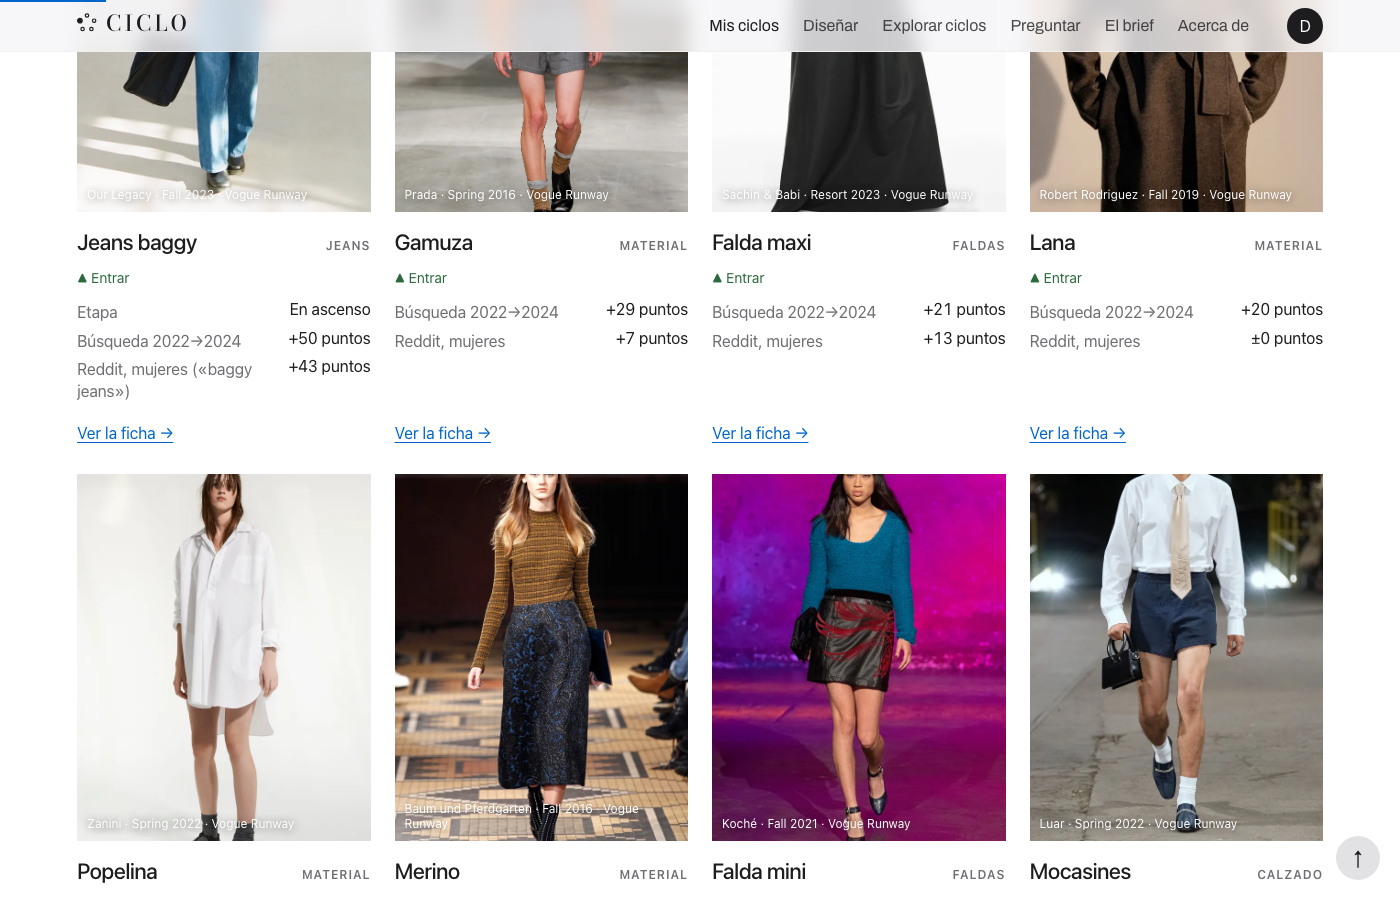 CICLO
Mis ciclos
Diseñar
Explorar ciclos
Preguntar
El brief
Acerca de
D
Our Legacy · Fall 2023 · Vogue Runway
Prada · Spring 2016 · Vogue Runway
Sachin & Babi · Resort 2023 · Vogue Runway
Robert Rodriguez · Fall 2019 · Vogue Runway
Jeans baggy
JEANS
▲ Entrar
Etapa
En ascenso
Búsqueda 2022→2024
+50 puntos
Reddit, mujeres («baggy
jeans»)
+43 puntos
Ver la ficha →
Gamuza
MATERIAL
▲ Entrar
Búsqueda 2022→2024
+29 puntos
Reddit, mujeres
+7 puntos
Ver la ficha →
Falda maxi
FALDAS
▲ Entrar
Búsqueda 2022→2024
+21 puntos
Reddit, mujeres
+13 puntos
Ver la ficha →
Lana
MATERIAL
▲ Entrar
Búsqueda 2022→2024
+20 puntos
Reddit, mujeres
±0 puntos
Ver la ficha →
Zanini · Spring 2022 · Vogue Runway
Baum und Pferdgarten · Fall 2016 · Vogue
Runway
Koché · Fall 2021 · Vogue Runway
Luar · Spring 2022 · Vogue Runway
Popelina
MATERIAL
Merino
MATERIAL
Falda mini
FALDAS
Mocasines
CALZADO
↑